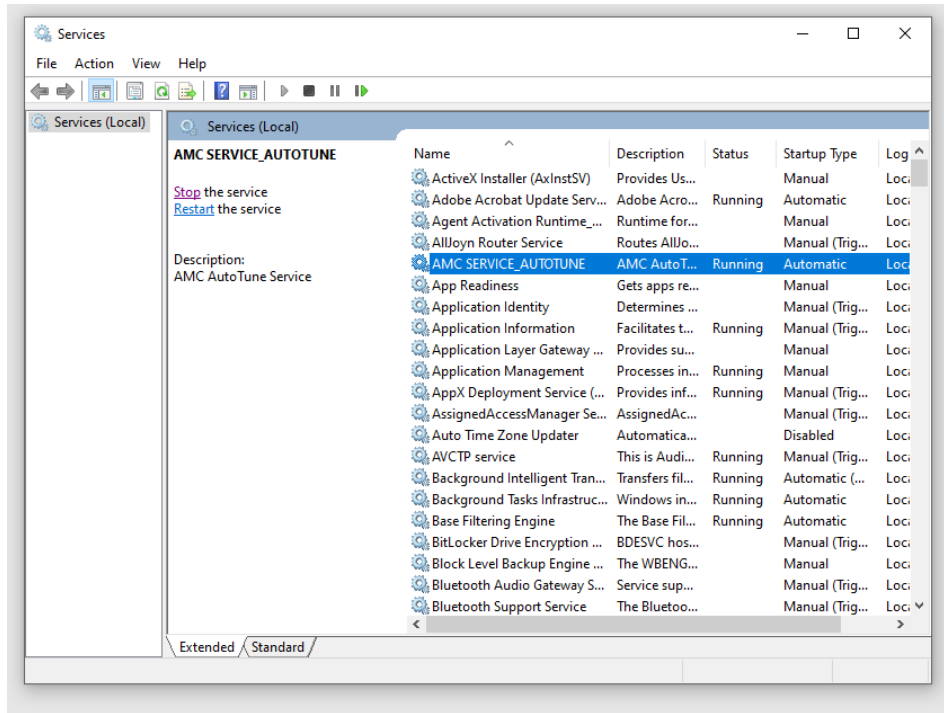 Services
File Action View Help
Services (Local)
Services (Local)
AMC SERVICE_AUTOTUNE
Stop the service
Restart the service
Description:
AMC AutoTune Service
Name Description Status Startup Type Log
ActiveX Installer (AxInstSV) Provides Us... Manual Loca
Adobe Acrobat Update Serv... Adobe Acro... Running Automatic Loca
Agent Activation Runtime_... Runtime for... Manual Loca
AllJoyn Router Service Routes AllJo... Manual (Trig... Loca
AMC SERVICE_AUTOTUNE AMC AutoT... Running Automatic Loca
App Readiness Gets apps re... Manual Loca
Application Identity Determines ... Manual (Trig... Loca
Application Information Facilitates t... Running Manual (Trig... Loca
Application Layer Gateway ... Provides su... Manual Loca
Application Management Processes in... Running Manual Loca
AppX Deployment Service (... Provides inf... Running Manual (Trig... Loca
AssignedAccessManager Se... AssignedAc... Manual (Trig... Loca
Auto Time Zone Updater Automatica... Disabled Loca
AVCTP service This is Audi... Running Manual (Trig... Loca
Background Intelligent Tran... Transfers fil... Running Automatic (... Loca
Background Tasks Infrastruc... Windows in... Running Automatic Loca
Base Filtering Engine The Base Fil... Running Automatic Loca
BitLocker Drive Encryption ... BDESVC hos... Manual (Trig... Loca
Block Level Backup Engine ... The WBENG... Manual Loca
Bluetooth Audio Gateway S... Service sup... Manual (Trig... Loca
Bluetooth Support Service The Bluetoo... Manual (Trig... Loca
Extended Standard